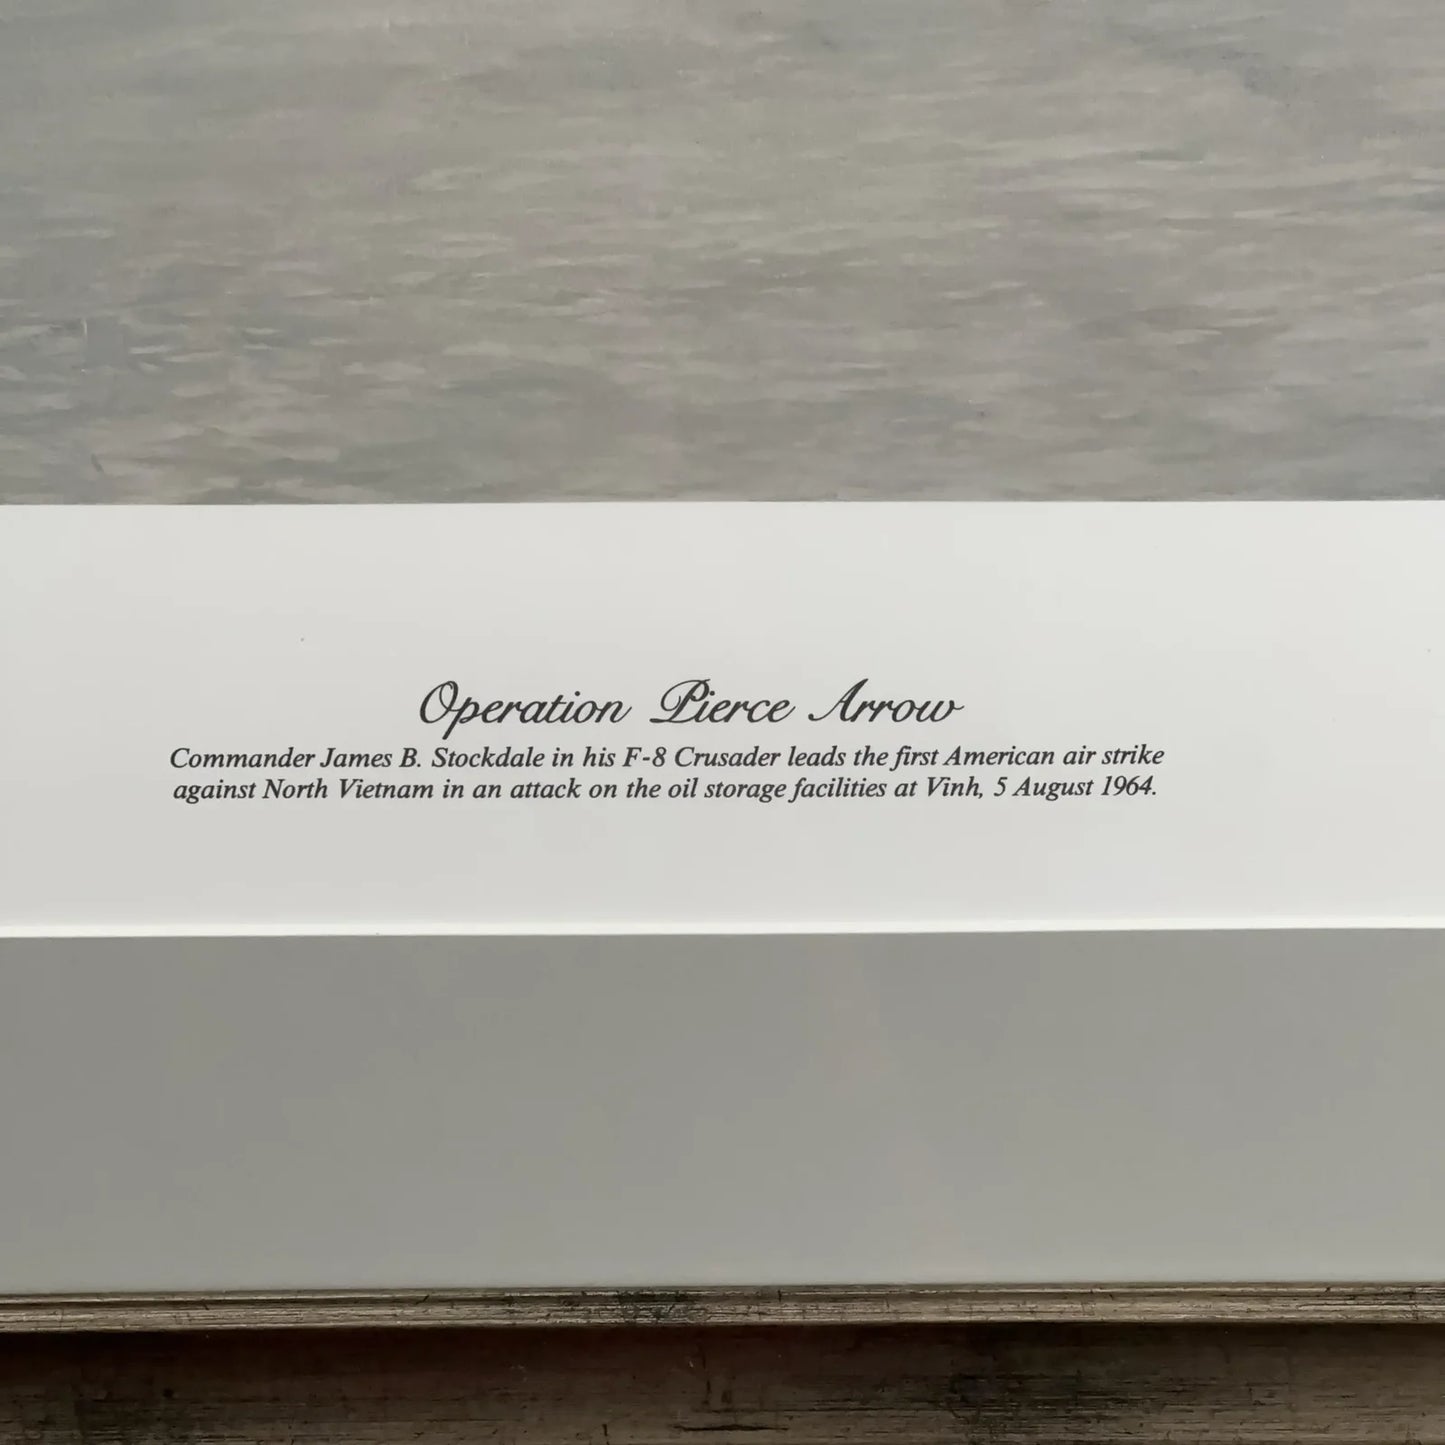 Operation Pierce Arrow
Commander James B. Stockdale in his F-8 Crusader leads the first American air strike
against North Vietnam in an attack on the oil storage facilities at Vinh, 5 August 1964.